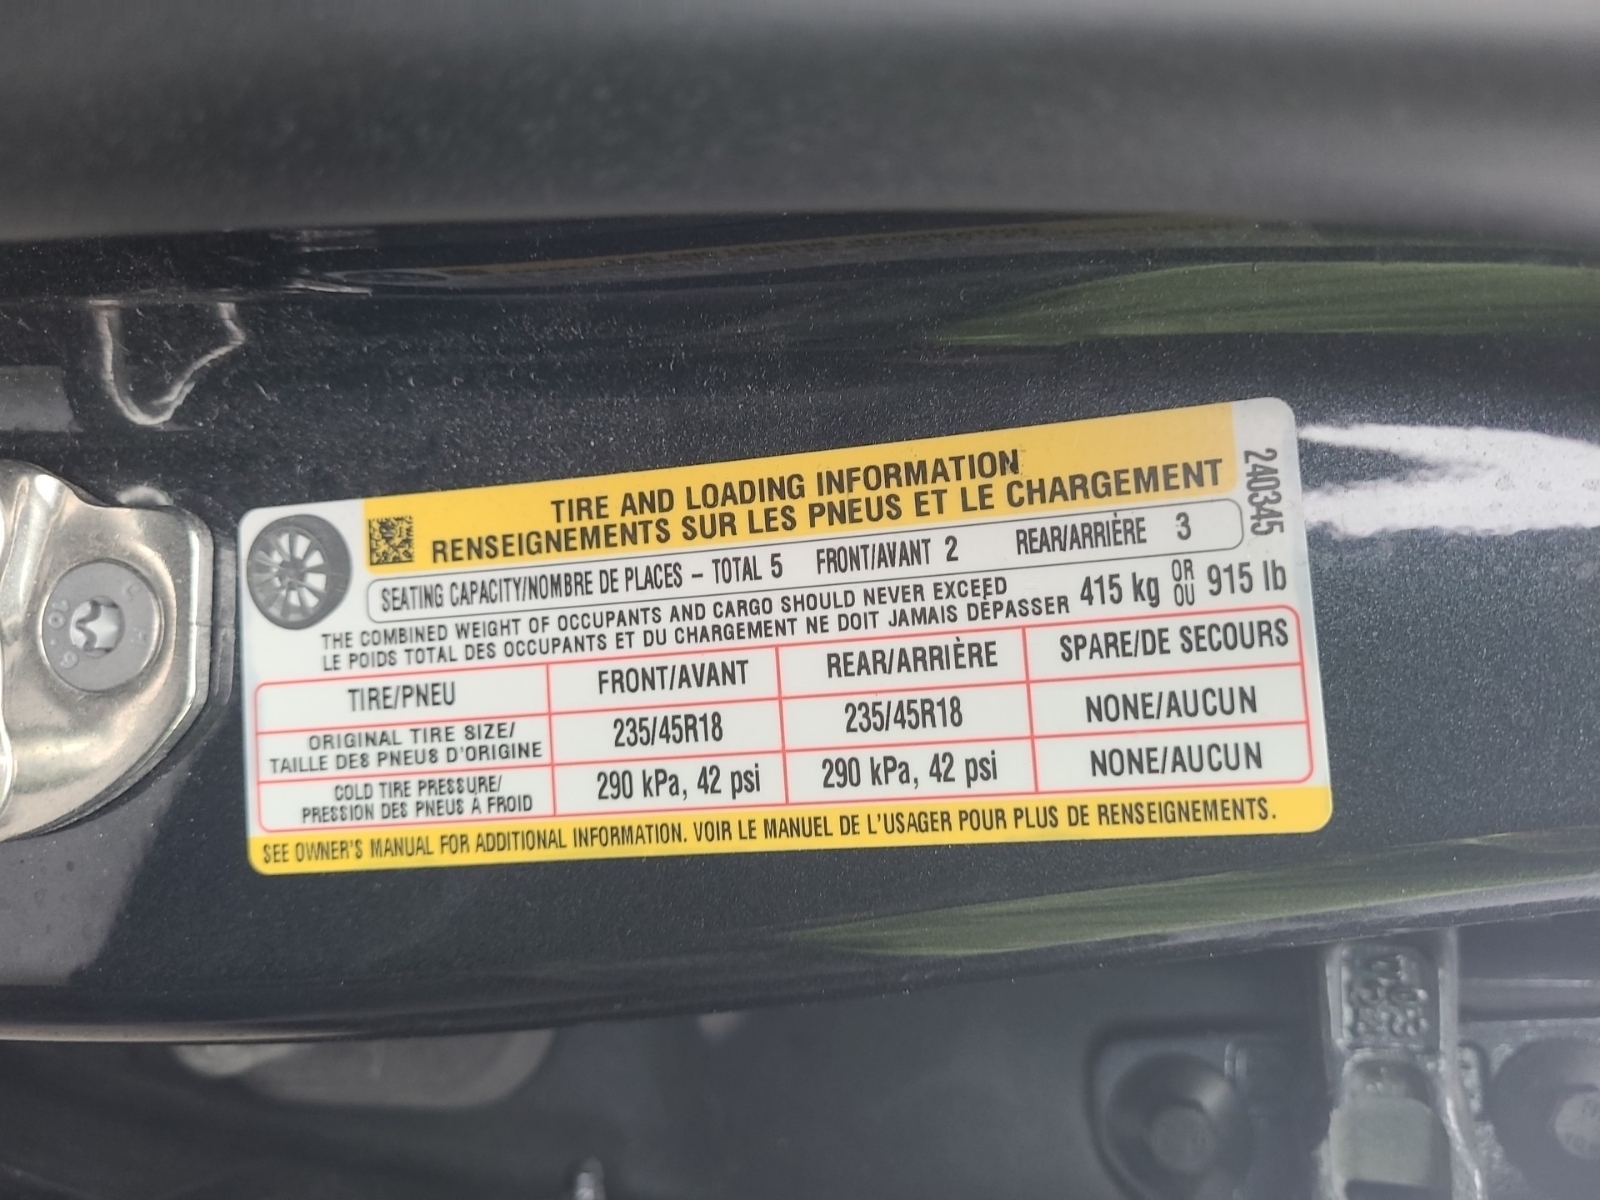 TIRE AND LOADING INFORMATION
RENSEIGNEMENTS SUR LES PNEUS ET LE CHARGEMENT
240345
SEATING CAPACITY/NOMBRE DE PLACES – TOTAL 5 FRONT/AVANT 2 REAR/ARRIÈRE 3
THE COMBINED WEIGHT OF OCCUPANTS AND CARGO SHOULD NEVER EXCEED
LE POIDS TOTAL DES OCCUPANTS ET DU CHARGEMENT NE DOIT JAMAIS DÉPASSER
415 kg OR OU 915 lb
TIRE/PNEU FRONT/AVANT REAR/ARRIÈRE SPARE/DE SECOURS
ORIGINAL TIRE SIZE/
TAILLE DES PNEUS D'ORIGINE
235/45R18 235/45R18 NONE/AUCUN
COLD TIRE PRESSURE/
PRESSION DES PNEUS A FROID
290 kPa, 42 psi 290 kPa, 42 psi NONE/AUCUN
SEE OWNER'S MANUAL FOR ADDITIONAL INFORMATION. VOIR LE MANUEL DE L'USAGER POUR PLUS DE RENSEIGNEMENTS.